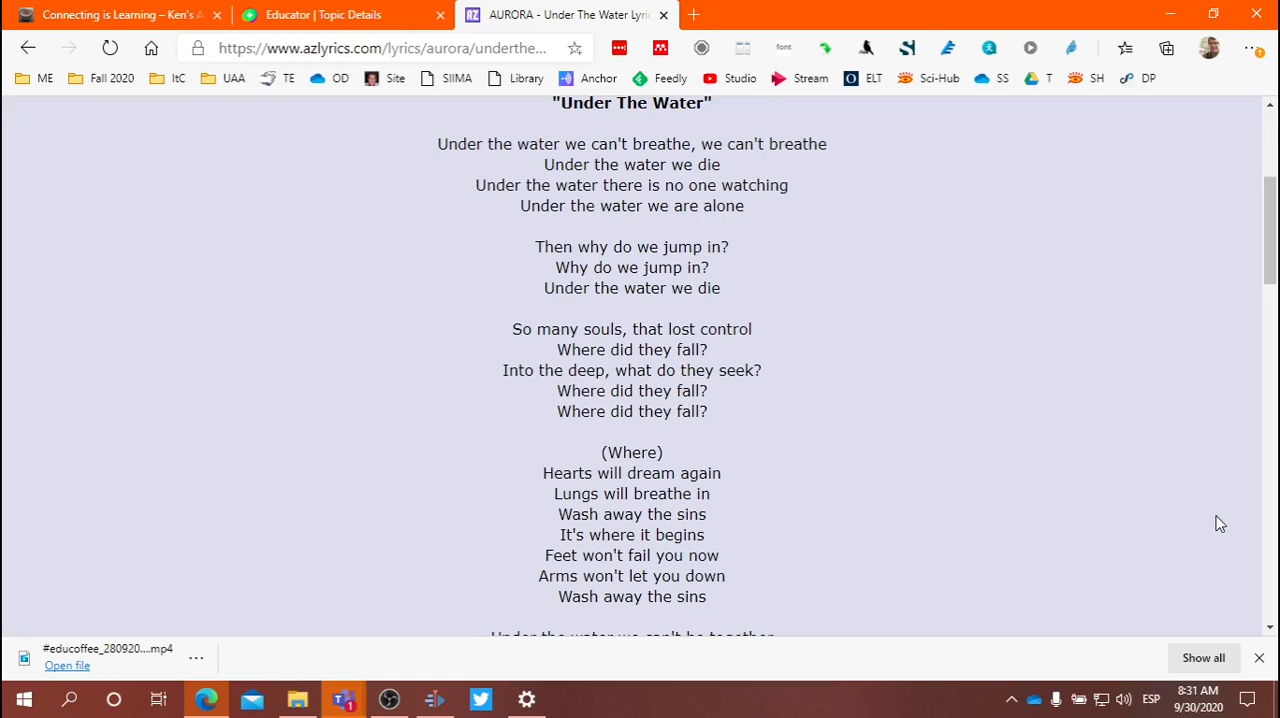 Connecting is Learning – Ken's A
Educator | Topic Details
AURORA - Under The Water Lyric
https://www.azlyrics.com/lyrics/aurora/underthe...
font
ME
Fall 2020
ItC
UAA
TE
OD
Site
SIIMA
Library
Anchor
Feedly
Studio
Stream
ELT
Sci-Hub
SS
T
SH
DP
"Under The Water"
Under the water we can't breathe, we can't breathe
Under the water we die
Under the water there is no one watching
Under the water we are alone
Then why do we jump in?
Why do we jump in?
Under the water we die
So many souls, that lost control
Where did they fall?
Into the deep, what do they seek?
Where did they fall?
Where did they fall?
(Where)
Hearts will dream again
Lungs will breathe in
Wash away the sins
It's where it begins
Feet won't fail you now
Arms won't let you down
Wash away the sins
Under the water we can't be together
#educoffee_280920....mp4
Open file
Show all
ESP
8:31 AM
9/30/2020